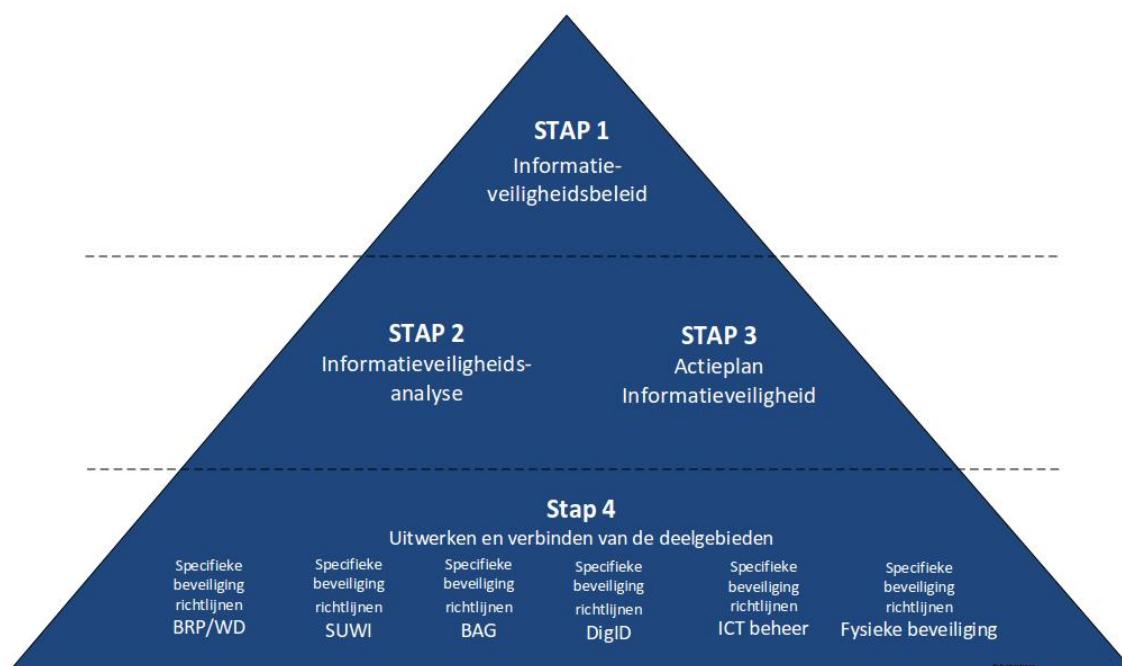 STAP 1
Informatie-
veiligheidsbeleid
STAP 2
Informatieveiligheids-
analyse
STAP 3
Actieplan
Informatieveiligheid
Stap 4
Uitwerken en verbinden van de deelgebieden
Specifieke
beveiliging
richtlijnen
BRP/WD
Specifieke
beveiliging
richtlijnen
SUWI
Specifieke
beveiliging
richtlijnen
BAG
Specifieke
beveiliging
richtlijnen
DigID
Specifieke
beveiliging
richtlijnen
ICT beheer
Specifieke
beveiliging
richtlijnen
Fysieke beveiliging